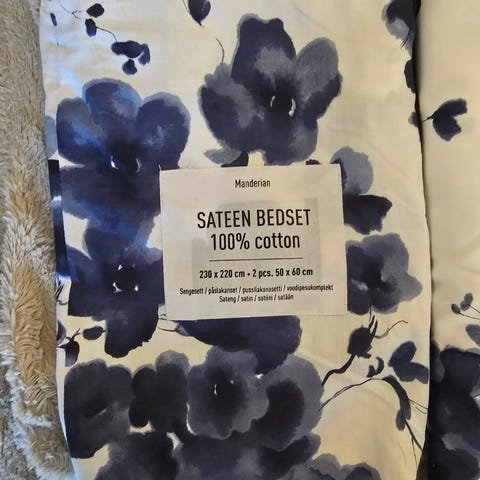 Manderian
SATEEN BEDSET
100% cotton
230 x 220 cm • 2 pcs. 50 x 60 cm
Sengesett / påslakanset / pussilakanasetti / voodipesukomplekt
Sateng / satin / satiini / satään